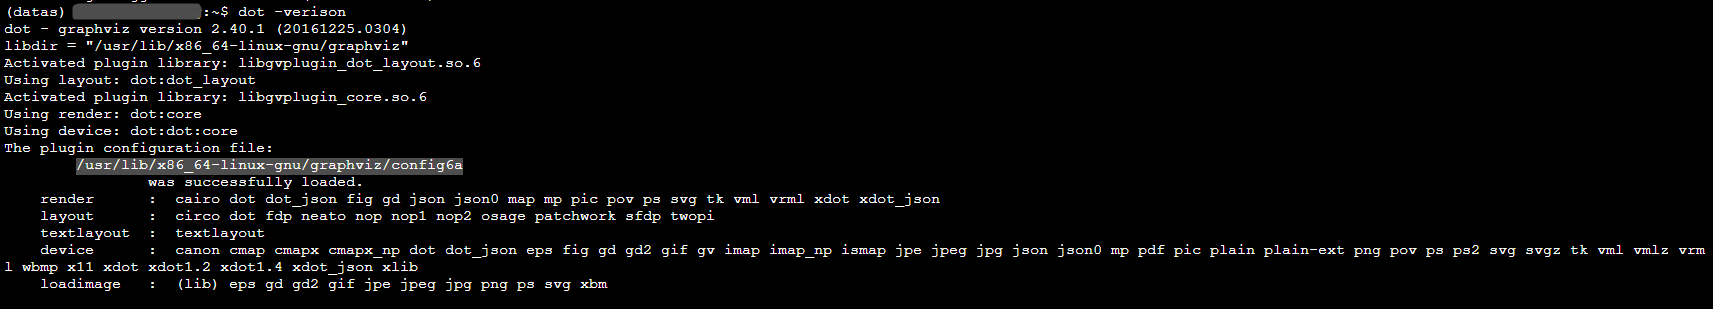 (datas) :~$ dot -verison
dot - graphviz version 2.40.1 (20161225.0304)
libdir = "/usr/lib/x86_64-linux-gnu/graphviz"
Activated plugin library: libgvplugin_dot_layout.so.6
Using layout: dot:dot_layout
Activated plugin library: libgvplugin_core.so.6
Using render: dot:core
Using device: dot:dot:core
The plugin configuration file:
/usr/lib/x86_64-linux-gnu/graphviz/config6a
was successfully loaded.
render : cairo dot dot_json fig gd json json0 map mp pic pov ps svg tk vml vrml xdot xdot_json
layout : circo dot fdp neato nop nop1 nop2 osage patchwork sfdp twopi
textlayout : textlayout
device : canon cmap cmapx cmapx_np dot dot_json eps fig gd gd2 gif gv imap imap_np ismap jpe jpeg jpg json json0 mp pdf pic plain plain-ext png pov ps ps2 svg svgz tk vml vmlz vrm
l wbmp x11 xdot xdot1.2 xdot1.4 xdot_json xlib
loadimage : (lib) eps gd gd2 gif jpe jpeg jpg png ps svg xbm